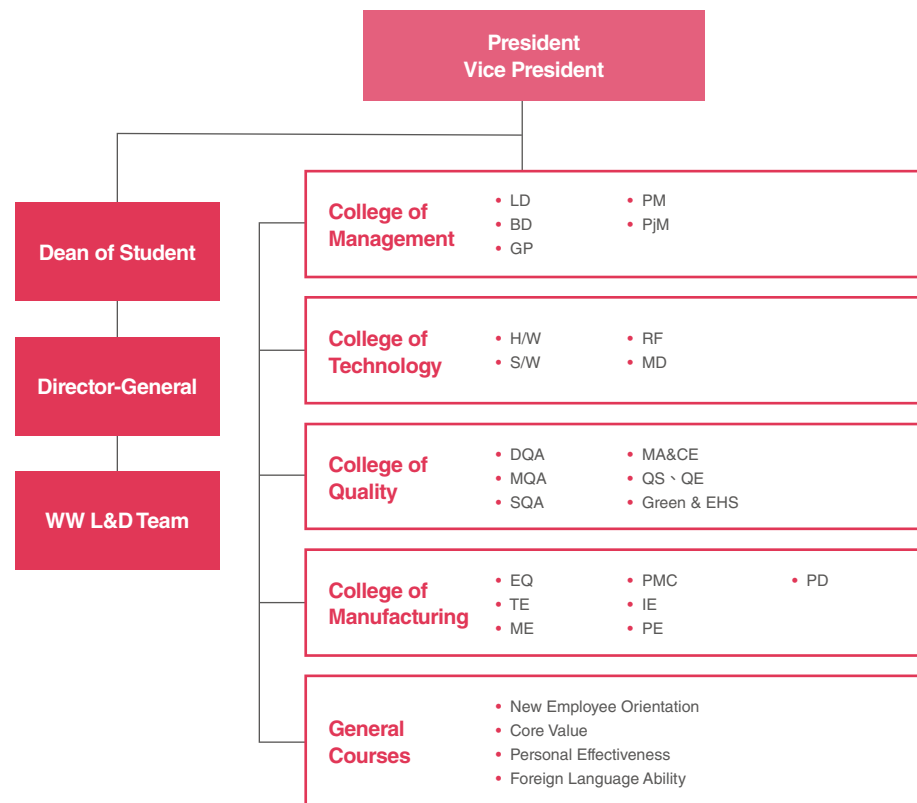 President
Vice President
Dean of Student
Director-General
WW L&D Team
College of
Management
• LD
• BD
• GP
• PM
• PjM
College of
Technology
• H/W
• S/W
• RF
• MD
College of
Quality
• DQA
• MQA
• SQA
• MA&CE
• QS、QE
• Green & EHS
College of
Manufacturing
• EQ
• TE
• ME
• PMC
• IE
• PE
• PD
General
Courses
• New Employee Orientation
• Core Value
• Personal Effectiveness
• Foreign Language Ability